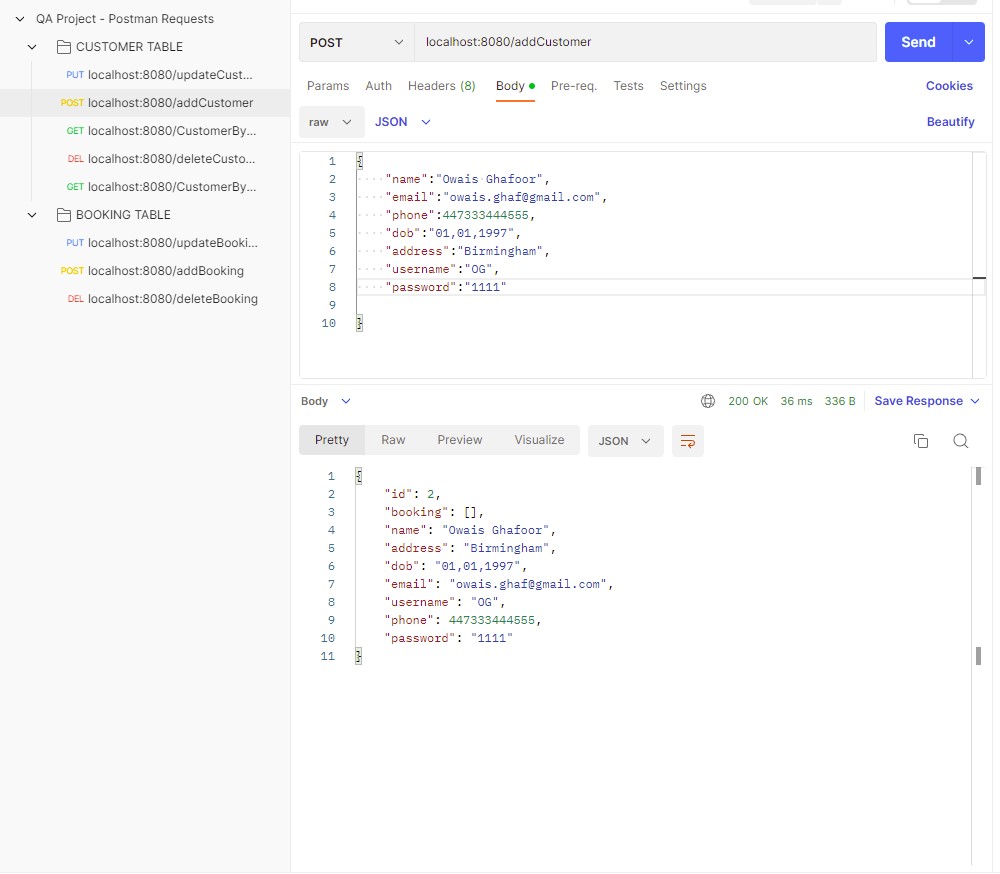 QA Project - Postman Requests
CUSTOMER TABLE
PUT localhost:8080/updateCust...
POST localhost:8080/addCustomer
GET localhost:8080/CustomerBy...
DEL localhost:8080/deleteCusto...
GET localhost:8080/CustomerBy...
BOOKING TABLE
PUT localhost:8080/updateBooki...
POST localhost:8080/addBooking
DEL localhost:8080/deleteBooking
POST localhost:8080/addCustomer Send
Params Auth Headers (8) Body Pre-req. Tests Settings Cookies
raw JSON Beautify
1 {
2 ····"name":"Owais·Ghafoor",
3 ····"email":"owais.ghaf@gmail.com",
4 ····"phone":447333444555,
5 ····"dob":"01,01,1997",
6 ····"address":"Birmingham",
7 ····"username":"OG",
8 ····"password":"1111"
9
10 }
Body 200 OK 36 ms 336 B Save Response
Pretty Raw Preview Visualize JSON
1 {
2 "id": 2,
3 "booking": [],
4 "name": "Owais Ghafoor",
5 "address": "Birmingham",
6 "dob": "01,01,1997",
7 "email": "owais.ghaf@gmail.com",
8 "username": "OG",
9 "phone": 447333444555,
10 "password": "1111"
11 }